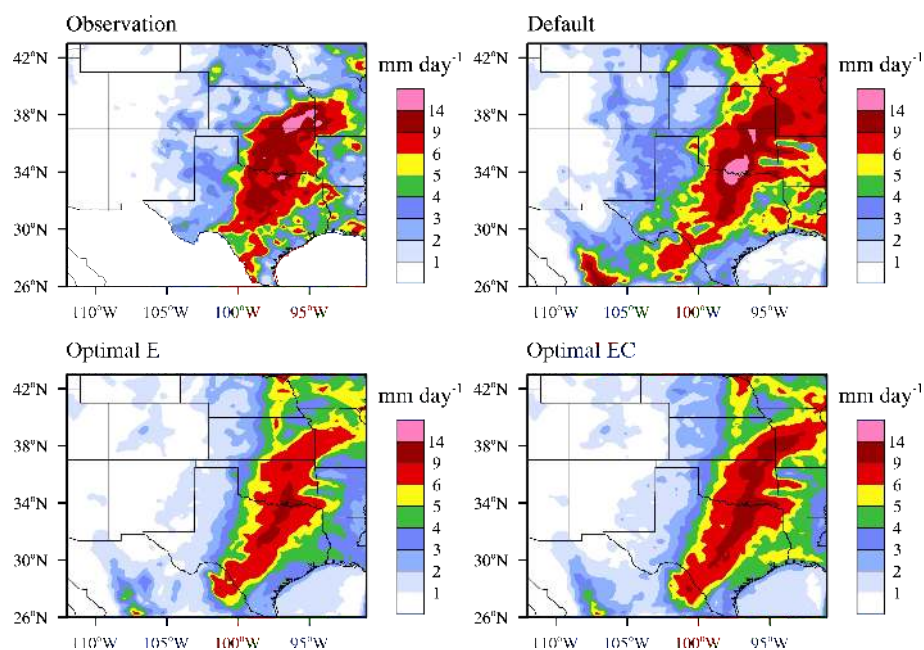 Observation
42°N
38°N
34°N
30°N
26°N
110°W 105°W 100°W 95°W
mm day-1
14
9
6
5
4
3
2
1
Default
42°N
38°N
34°N
30°N
26°N
110°W 105°W 100°W 95°W
mm day-1
14
9
6
5
4
3
2
1
Optimal E
42°N
38°N
34°N
30°N
26°N
110°W 105°W 100°W 95°W
mm day-1
14
9
6
5
4
3
2
1
Optimal EC
42°N
38°N
34°N
30°N
26°N
110°W 105°W 100°W 95°W
mm day-1
14
9
6
5
4
3
2
1